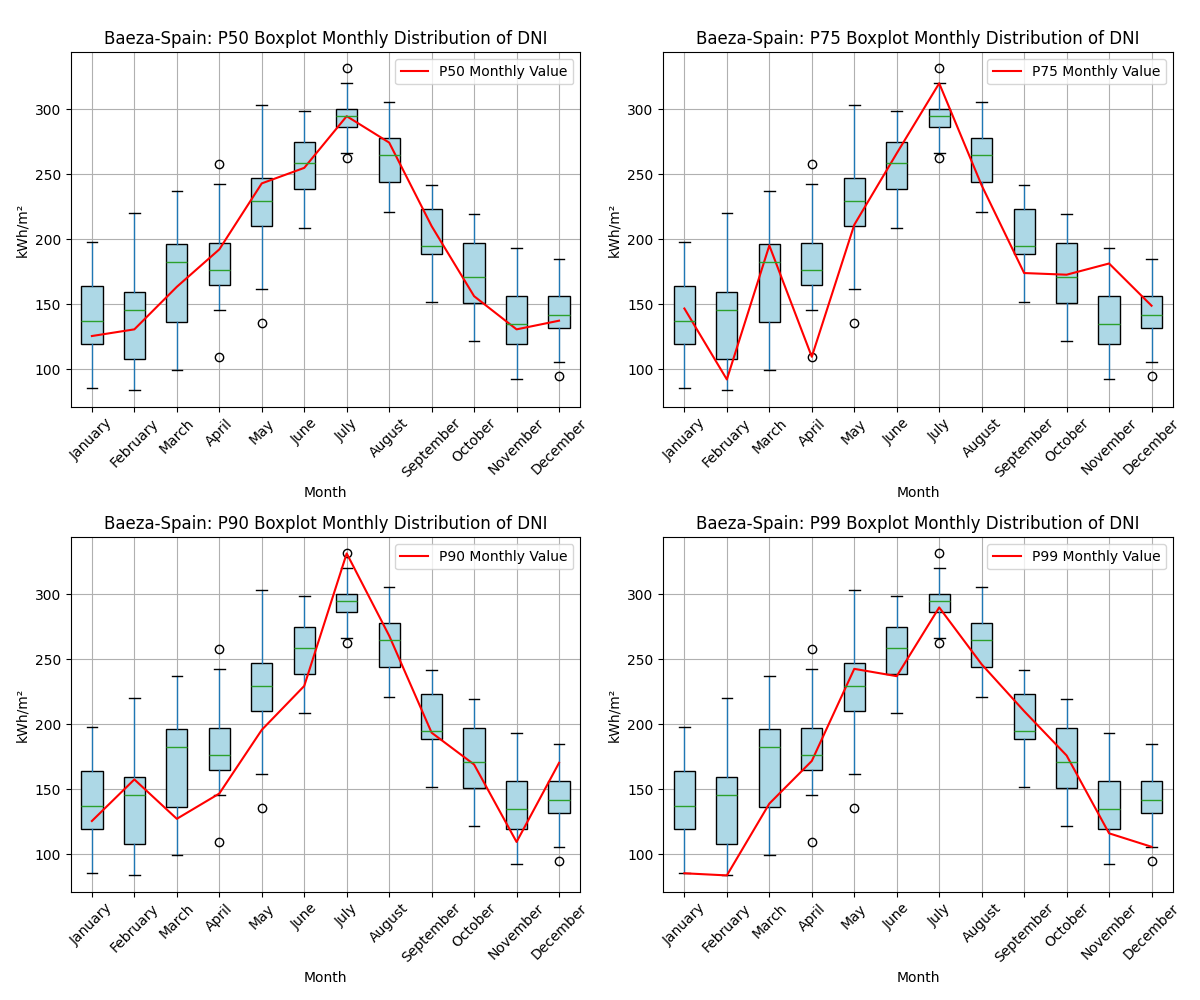 Baeza-Spain: P50 Boxplot Monthly Distribution of DNI
P50 Monthly Value
kWh/m²
300
250
200
150
100
January
February
March
April
May
June
July
August
September
October
November
December
Month
Baeza-Spain: P75 Boxplot Monthly Distribution of DNI
P75 Monthly Value
kWh/m²
300
250
200
150
100
January
February
March
April
May
June
July
August
September
October
November
December
Month
Baeza-Spain: P90 Boxplot Monthly Distribution of DNI
P90 Monthly Value
kWh/m²
300
250
200
150
100
January
February
March
April
May
June
July
August
September
October
November
December
Month
Baeza-Spain: P99 Boxplot Monthly Distribution of DNI
P99 Monthly Value
kWh/m²
300
250
200
150
100
January
February
March
April
May
June
July
August
September
October
November
December
Month